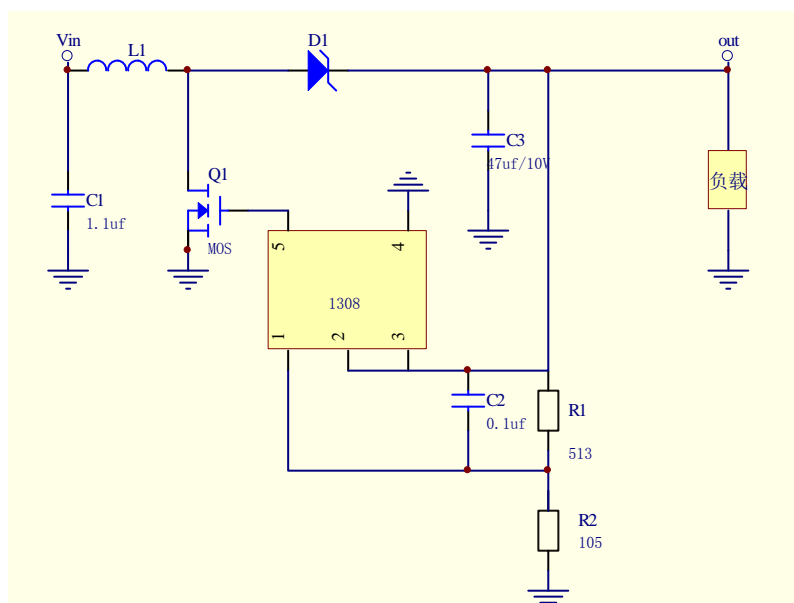 Vin
L1
D1
out
C3
47uf/10V
负载
Q1
MOS
C1
1.1uf
5
4
1308
1
2
3
C2
0.1uf
R1
513
R2
105